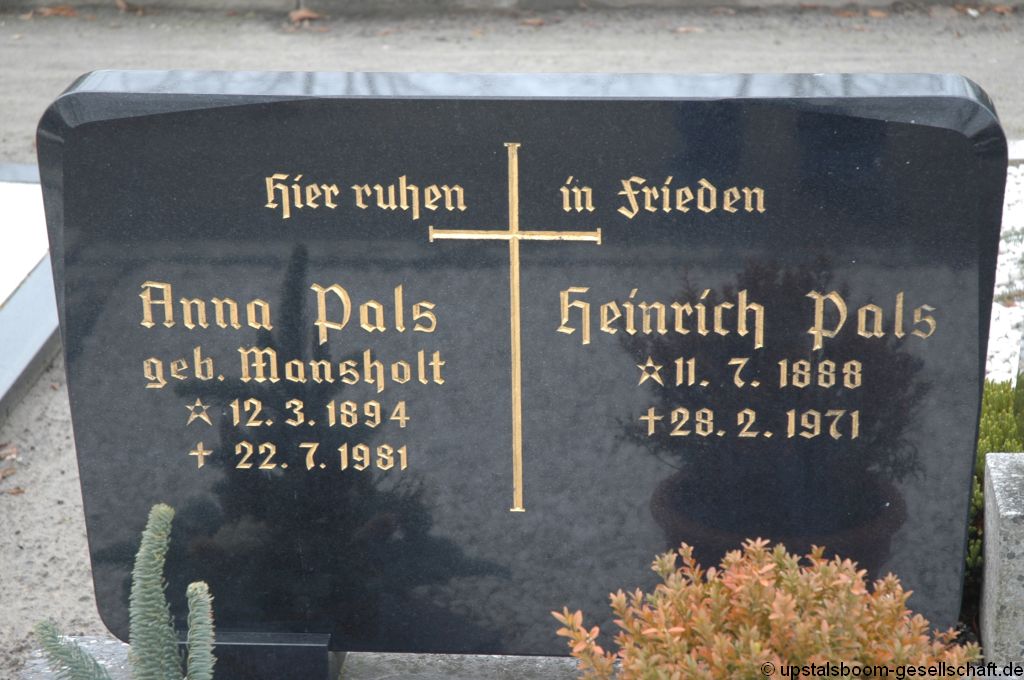 Hier ruhen in Frieden
Anna Pals
geb. Mansholt
☆ 12. 3. 1894
† 22. 7. 1981
Heinrich Pals
☆ 11. 7. 1888
† 28. 2. 1971
© upstalsboom-gesellschaft.de